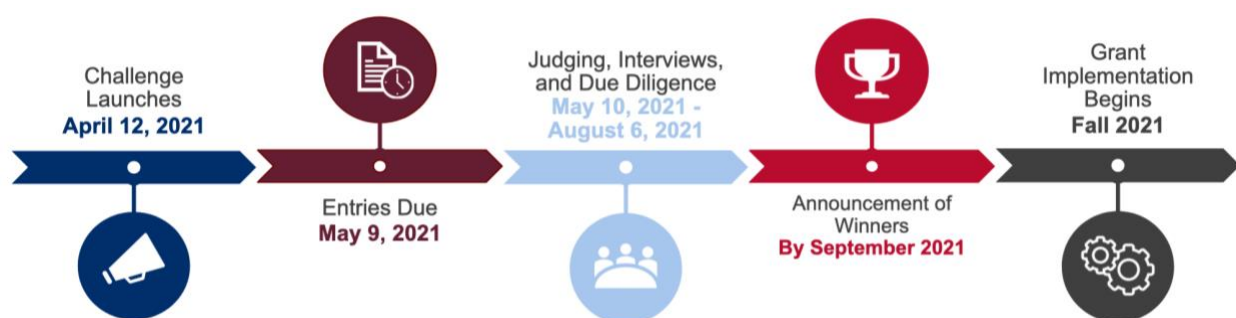 Challenge
Launches
April 12, 2021
Entries Due
May 9, 2021
Judging, Interviews,
and Due Diligence
May 10, 2021 -
August 6, 2021
Announcement of
Winners
By September 2021
Grant
Implementation
Begins
Fall 2021